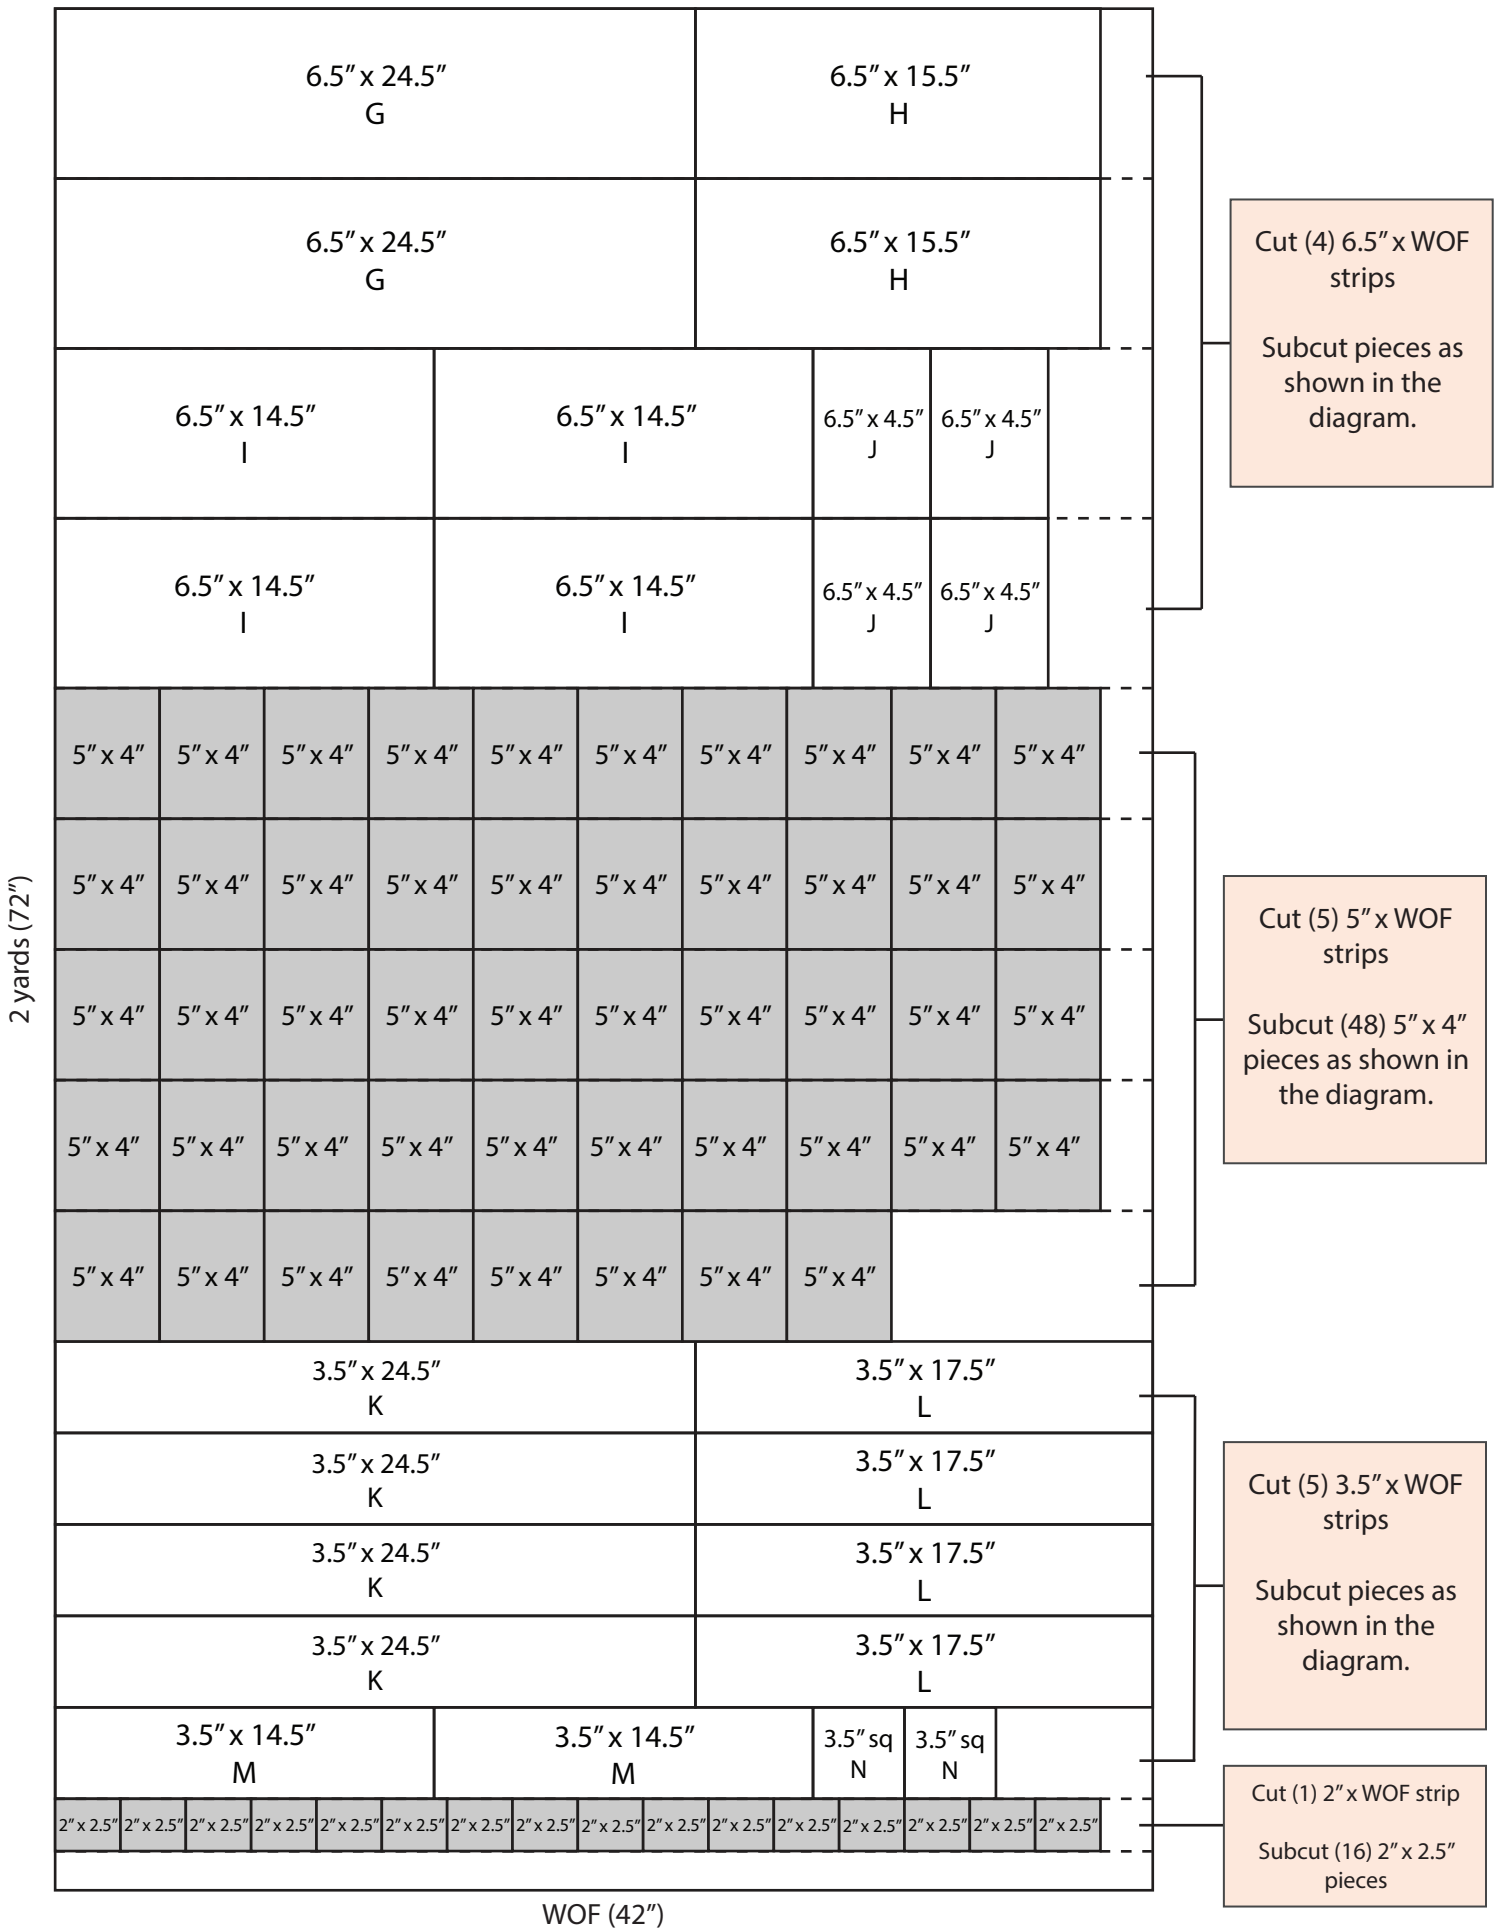 6.5” x 24.5”
G
6.5” x 15.5”
H
6.5” x 24.5”
G
6.5” x 15.5”
H
6.5” x 14.5”
I
6.5” x 14.5”
I
6.5” x 4.5”
J
6.5” x 4.5”
J
6.5” x 14.5”
I
6.5” x 14.5”
I
6.5” x 4.5”
J
6.5” x 4.5”
J
Cut (4) 6.5” x WOF
strips
Subcut pieces as
shown in the
diagram.
5” x 4” 5” x 4” 5” x 4” 5” x 4” 5” x 4” 5” x 4” 5” x 4” 5” x 4” 5” x 4” 5” x 4”
5” x 4” 5” x 4” 5” x 4” 5” x 4” 5” x 4” 5” x 4” 5” x 4” 5” x 4” 5” x 4” 5” x 4”
5” x 4” 5” x 4” 5” x 4” 5” x 4” 5” x 4” 5” x 4” 5” x 4” 5” x 4” 5” x 4” 5” x 4”
5” x 4” 5” x 4” 5” x 4” 5” x 4” 5” x 4” 5” x 4” 5” x 4” 5” x 4” 5” x 4” 5” x 4”
5” x 4” 5” x 4” 5” x 4” 5” x 4” 5” x 4” 5” x 4” 5” x 4” 5” x 4”
2 yards (72”)
Cut (5) 5” x WOF
strips
Subcut (48) 5” x 4”
pieces as shown in
the diagram.
3.5” x 24.5”
K
3.5” x 17.5”
L
3.5” x 24.5”
K
3.5” x 17.5”
L
3.5” x 24.5”
K
3.5” x 17.5”
L
3.5” x 24.5”
K
3.5” x 17.5”
L
3.5” x 14.5”
M
3.5” x 14.5”
M
3.5” sq
N
3.5” sq
N
Cut (5) 3.5” x WOF
strips
Subcut pieces as
shown in the
diagram.
2” x 2.5” 2” x 2.5” 2” x 2.5” 2” x 2.5” 2” x 2.5” 2” x 2.5” 2” x 2.5” 2” x 2.5” 2” x 2.5” 2” x 2.5” 2” x 2.5” 2” x 2.5” 2” x 2.5” 2” x 2.5” 2” x 2.5” 2” x 2.5”
Cut (1) 2” x WOF strip
Subcut (16) 2” x 2.5”
pieces
WOF (42”)